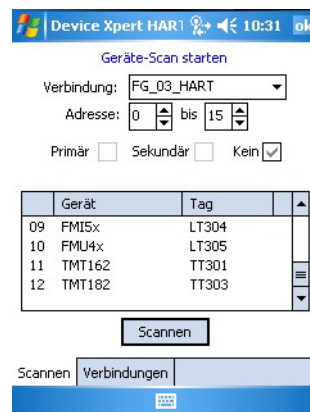 Device Xpert HART 10:31 ok
Geräte-Scan starten
Verbindung: FG_03_HART
Adresse: 0 bis 15
Primär Sekundär Kein
Gerät Tag
09 FMI5x LT304
10 FMU4x LT305
11 TMT162 TT301
12 TMT182 TT303
Scannen
Scannen Verbindungen